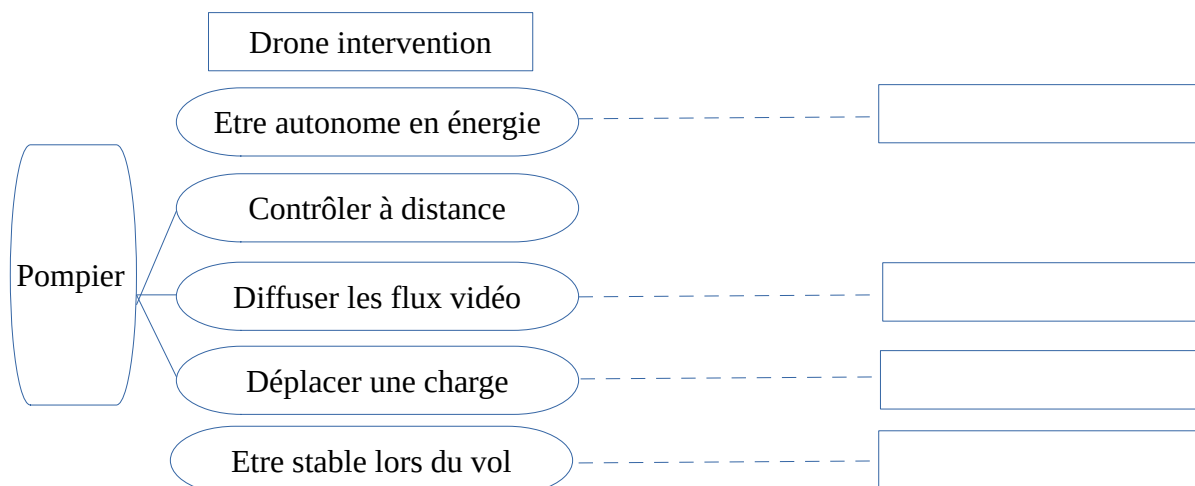 Drone intervention
Etre autonome en énergie
Contrôler à distance
Pompier
Diffuser les flux vidéo
Déplacer une charge
Etre stable lors du vol